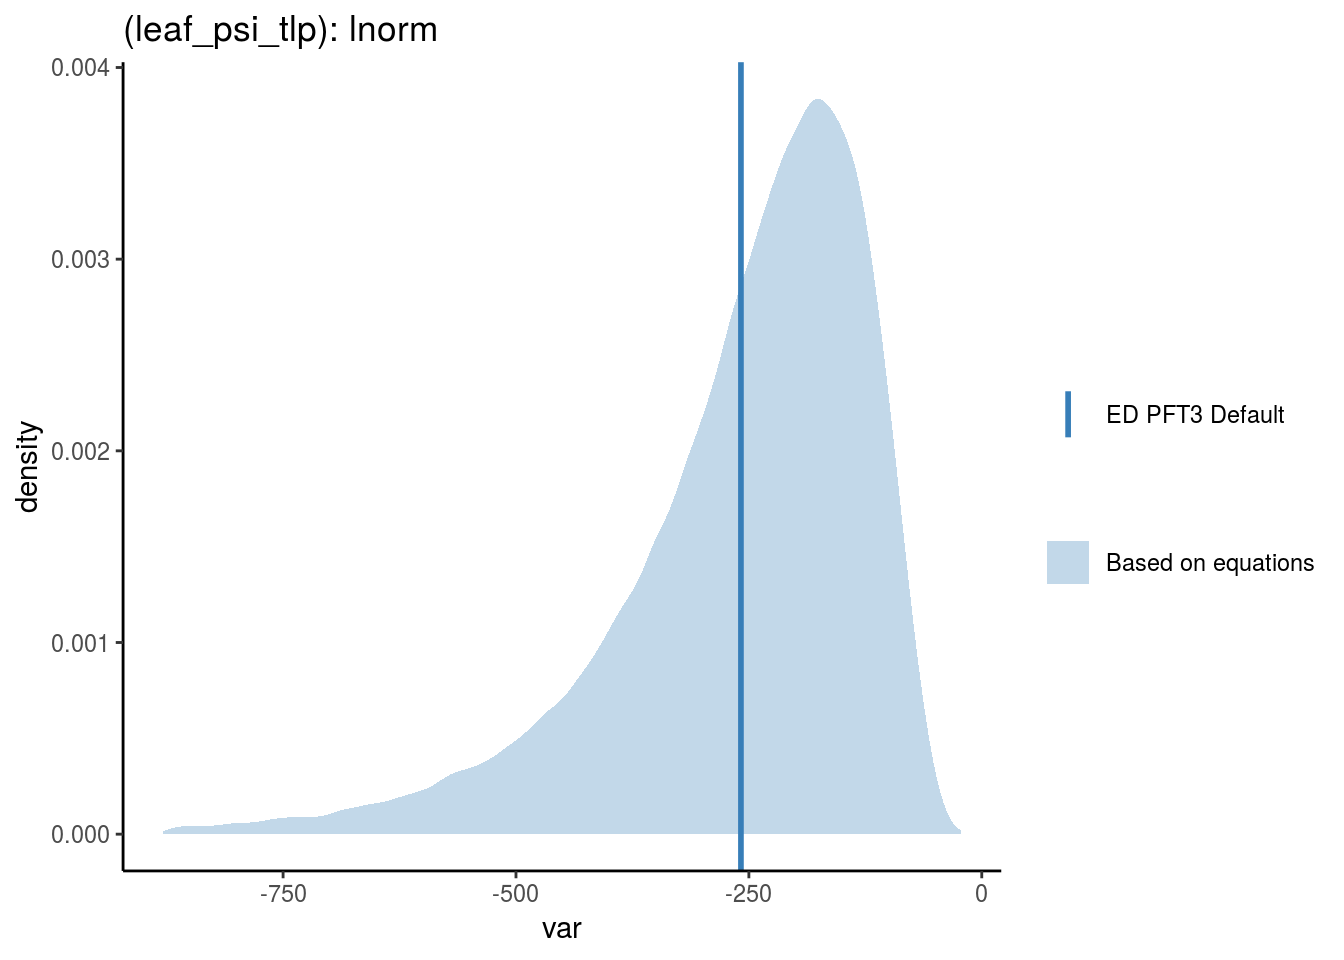 (leaf_psi_tlp): lnorm
0.004
0.003
0.002
0.001
0.000
density
-750
-500
-250
0
var
ED PFT3 Default
Based on equations